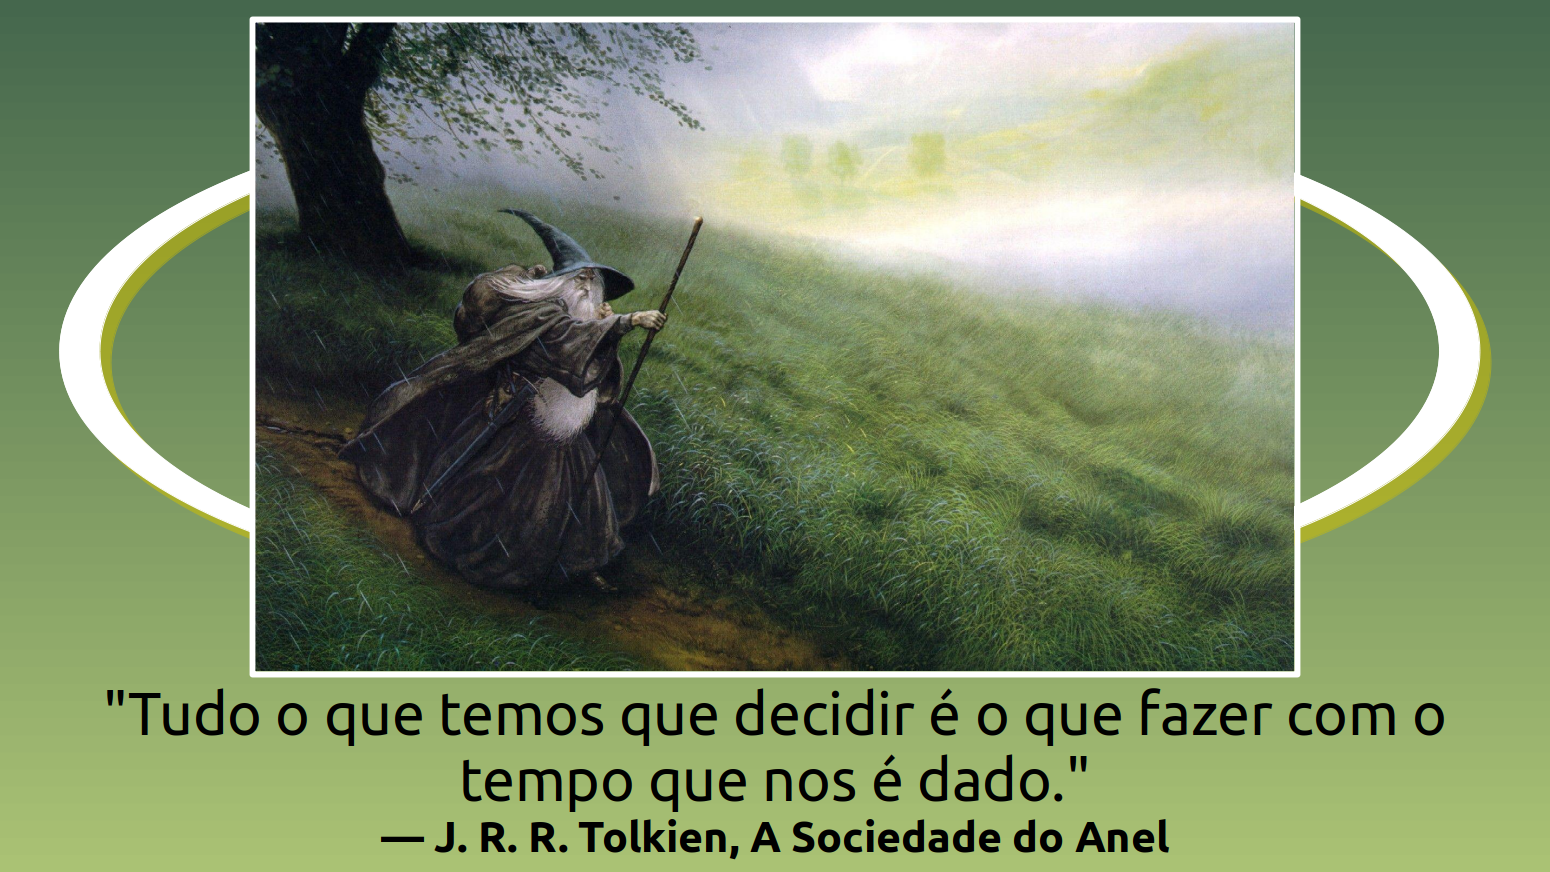 "Tudo o que temos que decidir é o que fazer com o
tempo que nos é dado."
— J. R. R. Tolkien, A Sociedade do Anel